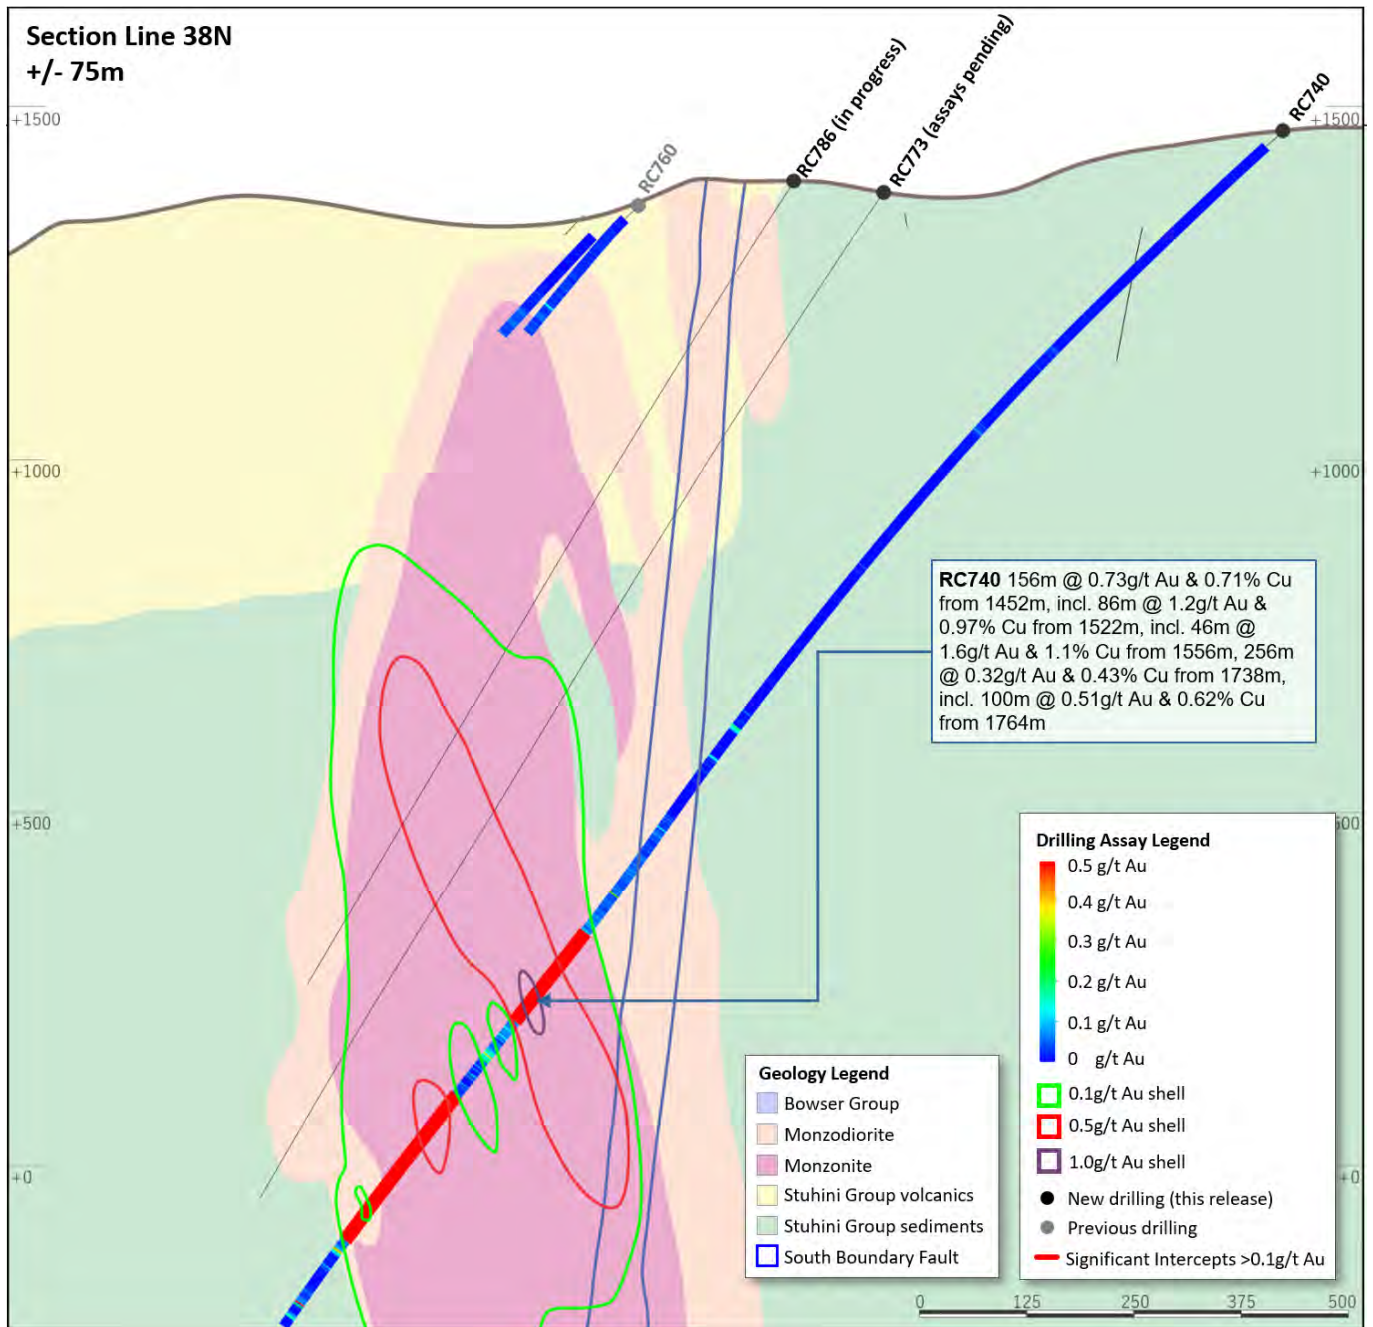 Section Line 38N
+/- 75m
RC760
RC786 (in progress)
RC773 (assays pending)
RC740
+1500
+1500
+1000
+1000
RC740 156m @ 0.73g/t Au & 0.71% Cu
from 1452m, incl. 86m @ 1.2g/t Au &
0.97% Cu from 1522m, incl. 46m @
1.6g/t Au & 1.1% Cu from 1556m, 256m
@ 0.32g/t Au & 0.43% Cu from 1738m,
incl. 100m @ 0.51g/t Au & 0.62% Cu
from 1764m
+500
00
Drilling Assay Legend
0.5 g/t Au
0.4 g/t Au
0.3 g/t Au
0.2 g/t Au
0.1 g/t Au
0 g/t Au
0.1g/t Au shell
0.5g/t Au shell
1.0g/t Au shell
New drilling (this release)
Previous drilling
Significant Intercepts >0.1g/t Au
Geology Legend
Bowser Group
Monzodiorite
Monzonite
Stuhini Group volcanics
Stuhini Group sediments
South Boundary Fault
+0
+0
0 125 250 375 500